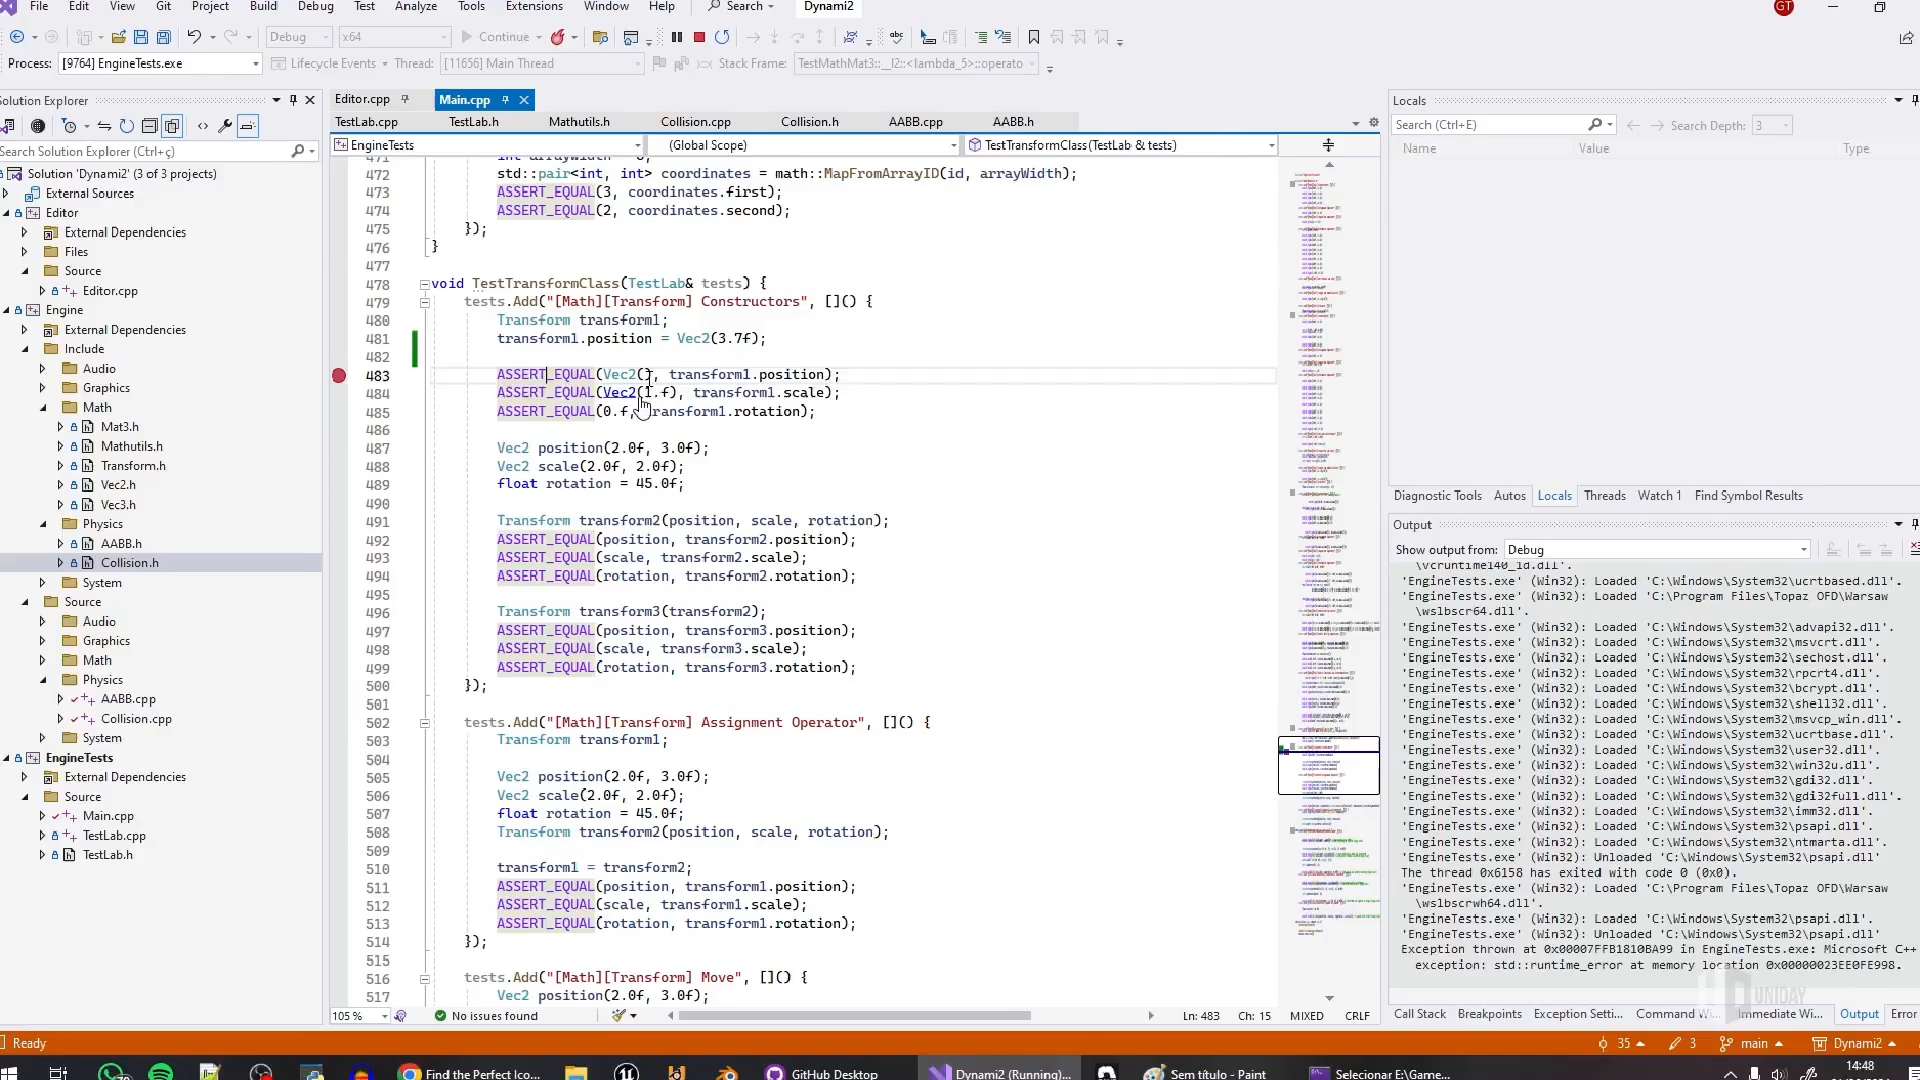 File Edit View Git Project Build Debug Test Analyze Tools Extensions Window Help Search Dynami2 GT
Debug x64 Continue
Process: [9764] EngineTests.exe Lifecycle Events Thread: [11656] Main Thread Stack Frame: TestMathMat3::__l2::<lambda_5>::operato
Solution Explorer
Search Solution Explorer (Ctrl+ç)
Solution 'Dynami2' (3 of 3 projects)
External Sources
Editor
External Dependencies
Files
Source
Editor.cpp
Engine
External Dependencies
Include
Audio
Graphics
Math
Mat3.h
Mathutils.h
Transform.h
Vec2.h
Vec3.h
Physics
AABB.h
Collision.h
System
Source
Audio
Graphics
Math
Physics
AABB.cpp
Collision.cpp
System
EngineTests
External Dependencies
Source
Main.cpp
TestLab.cpp
TestLab.h
Editor.cpp Main.cpp
TestLab.cpp TestLab.h Mathutils.h Collision.cpp Collision.h AABB.cpp AABB.h
EngineTests (Global Scope) TestTransformClass(TestLab & tests)
471
472 std::pair<int, int> coordinates = math::MapFromArrayID(id, arrayWidth);
473 ASSERT_EQUAL(3, coordinates.first);
474 ASSERT_EQUAL(2, coordinates.second);
475 });
476 }
477
478 void TestTransformClass(TestLab& tests) {
479 tests.Add("[Math][Transform] Constructors", []() {
480 Transform transform1;
481 transform1.position = Vec2(3.7f);
482
483 ASSERT_EQUAL(Vec2(), transform1.position);
484 ASSERT_EQUAL(Vec2(1.f), transform1.scale);
485 ASSERT_EQUAL(0.f, transform1.rotation);
486
487 Vec2 position(2.0f, 3.0f);
488 Vec2 scale(2.0f, 2.0f);
489 float rotation = 45.0f;
490
491 Transform transform2(position, scale, rotation);
492 ASSERT_EQUAL(position, transform2.position);
493 ASSERT_EQUAL(scale, transform2.scale);
494 ASSERT_EQUAL(rotation, transform2.rotation);
495
496 Transform transform3(transform2);
497 ASSERT_EQUAL(position, transform3.position);
498 ASSERT_EQUAL(scale, transform3.scale);
499 ASSERT_EQUAL(rotation, transform3.rotation);
500 });
501
502 tests.Add("[Math][Transform] Assignment Operator", []() {
503 Transform transform1;
504
505 Vec2 position(2.0f, 3.0f);
506 Vec2 scale(2.0f, 2.0f);
507 float rotation = 45.0f;
508 Transform transform2(position, scale, rotation);
509
510 transform1 = transform2;
511 ASSERT_EQUAL(position, transform1.position);
512 ASSERT_EQUAL(scale, transform1.scale);
513 ASSERT_EQUAL(rotation, transform1.rotation);
514 });
515
516 tests.Add("[Math][Transform] Move", []() {
517 Vec2 position(2.0f, 3.0f);
105 % No issues found Ln: 483 Ch: 15 MIXED CRLF
Locals
Search (Ctrl+E) Search Depth: 3
Name Value Type
Diagnostic Tools Autos Locals Threads Watch 1 Find Symbol Results
Output
Show output from: Debug
\vcruntime140_1d.dll'.
'EngineTests.exe' (Win32): Loaded 'C:\Windows\System32\ucrtbased.dll'.
'EngineTests.exe' (Win32): Loaded 'C:\Program Files\Topaz OFD\Warsaw
\wslbscr64.dll'.
'EngineTests.exe' (Win32): Loaded 'C:\Windows\System32\advapi32.dll'.
'EngineTests.exe' (Win32): Loaded 'C:\Windows\System32\msvcrt.dll'.
'EngineTests.exe' (Win32): Loaded 'C:\Windows\System32\sechost.dll'.
'EngineTests.exe' (Win32): Loaded 'C:\Windows\System32\rpcrt4.dll'.
'EngineTests.exe' (Win32): Loaded 'C:\Windows\System32\bcrypt.dll'.
'EngineTests.exe' (Win32): Loaded 'C:\Windows\System32\shell32.dll'.
'EngineTests.exe' (Win32): Loaded 'C:\Windows\System32\msvcp_win.dll'.
'EngineTests.exe' (Win32): Loaded 'C:\Windows\System32\ucrtbase.dll'.
'EngineTests.exe' (Win32): Loaded 'C:\Windows\System32\user32.dll'.
'EngineTests.exe' (Win32): Loaded 'C:\Windows\System32\win32u.dll'.
'EngineTests.exe' (Win32): Loaded 'C:\Windows\System32\gdi32.dll'.
'EngineTests.exe' (Win32): Loaded 'C:\Windows\System32\gdi32full.dll'.
'EngineTests.exe' (Win32): Loaded 'C:\Windows\System32\imm32.dll'.
'EngineTests.exe' (Win32): Loaded 'C:\Windows\System32\psapi.dll'.
'EngineTests.exe' (Win32): Loaded 'C:\Windows\System32\ntmarta.dll'.
'EngineTests.exe' (Win32): Unloaded 'C:\Windows\System32\psapi.dll'
The thread 0x6158 has exited with code 0 (0x0).
'EngineTests.exe' (Win32): Loaded 'C:\Program Files\Topaz OFD\Warsaw
\wslbscrwh64.dll'.
'EngineTests.exe' (Win32): Loaded 'C:\Windows\System32\psapi.dll'.
'EngineTests.exe' (Win32): Unloaded 'C:\Windows\System32\psapi.dll'
Exception thrown at 0x00007FFB1810BA99 in EngineTests.exe: Microsoft C++
exception: std::runtime_error at memory location 0x00000023EE0FE998.
UNIDAY
Call Stack Breakpoints Exception Setti... Command Wi... Immediate Wi... Output Error
Ready 35 3 main Dynami2
Find the Perfect Ico... GitHub Desktop Dynami2 (Running)... Sem título - Paint Selecionar E:\Game... 14:48